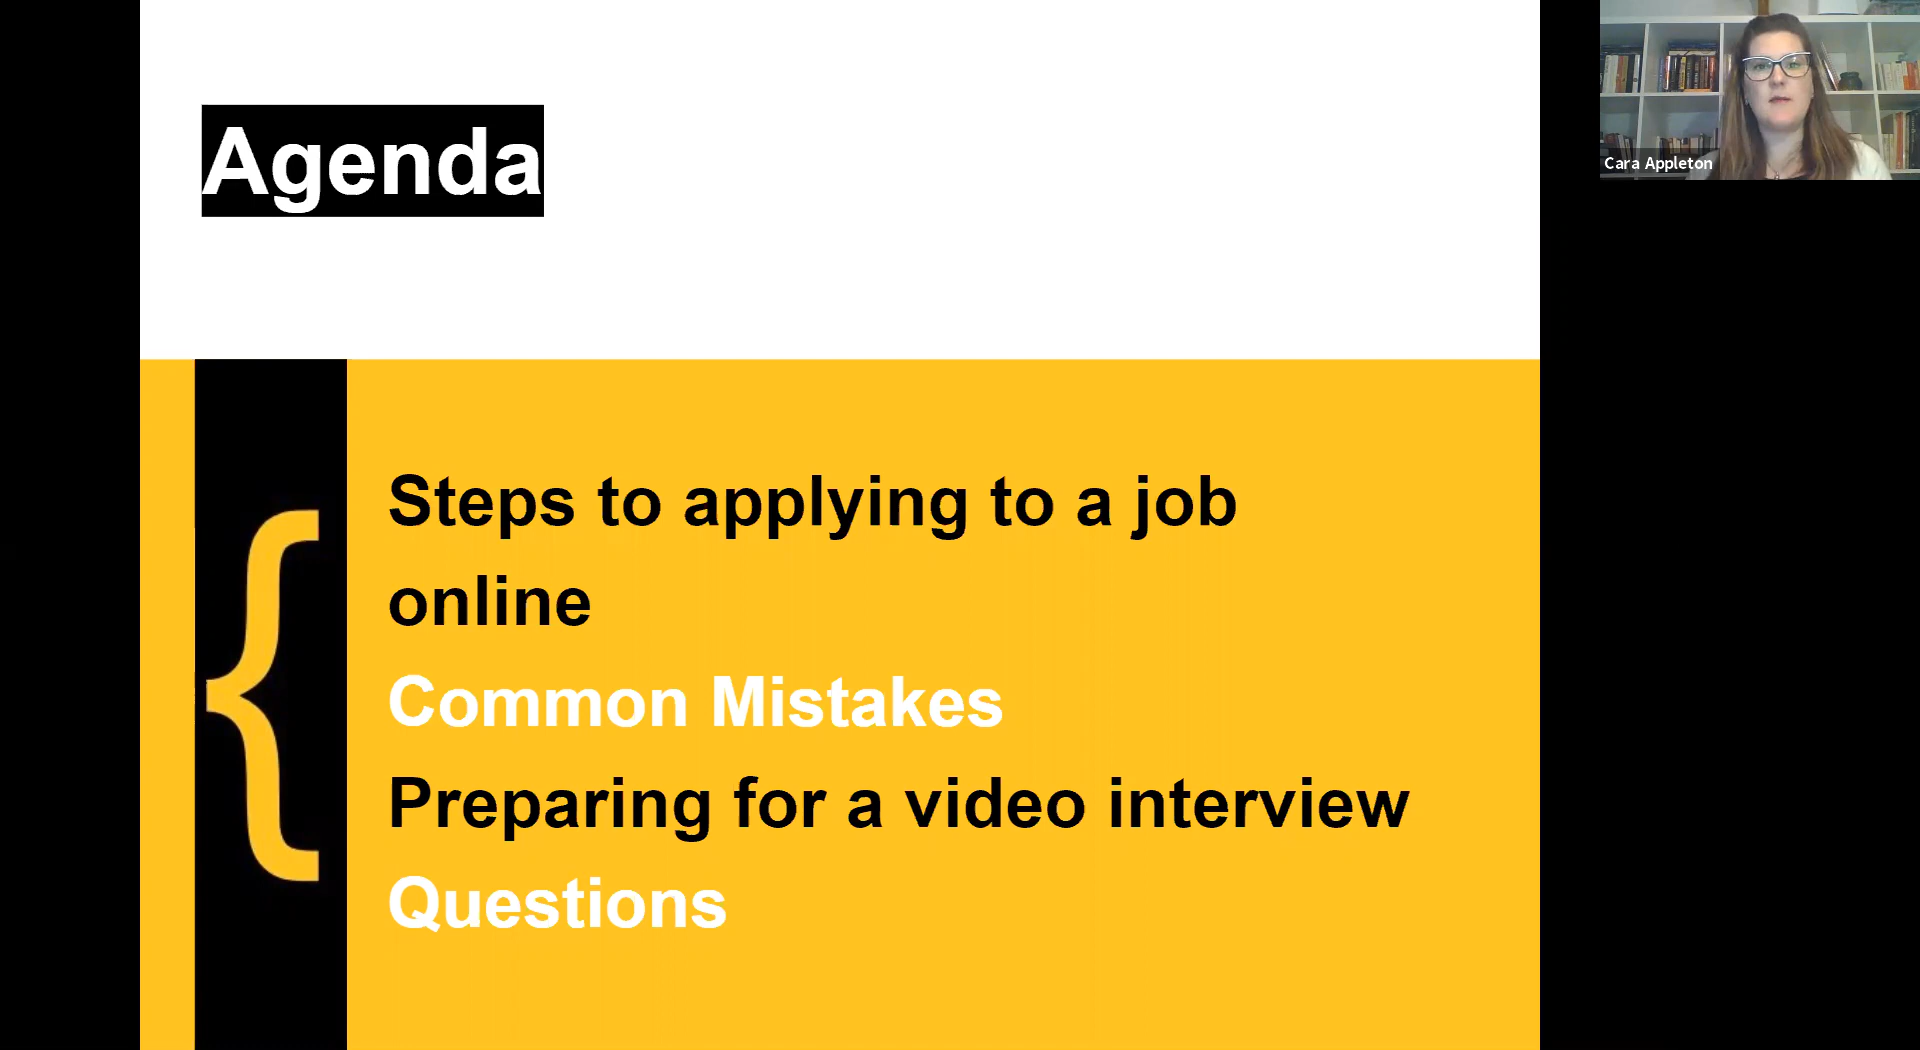 Agenda
Cara Appleton
Steps to applying to a job
online
Common Mistakes
Preparing for a video interview
Questions